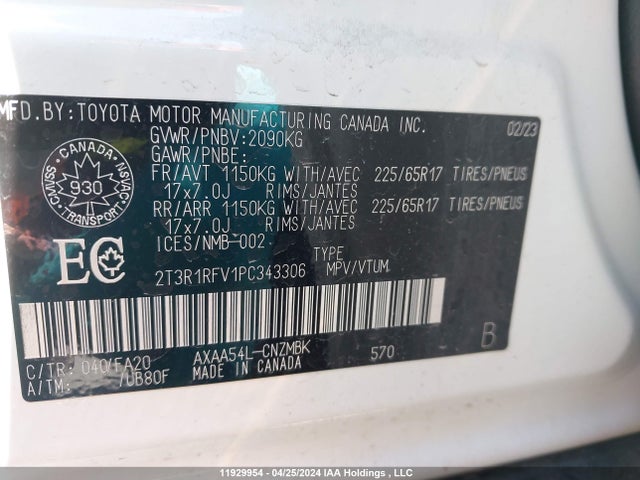 MFD.BY:TOYOTA MOTOR MANUFACTURING CANADA INC.
02/23
GVWR/PNBV:2090KG
GAWR/PNBE:
FR/AVT 1150KG WITH/AVEC 225/65R17 TIRES/PNEUS
17x7.0J RIMS/JANTES
RR/ARR 1150KG WITH/AVEC 225/65R17 TIRES/PNEUS
17x7.0J RIMS/JANTES
ICES/NMB-002
CANADA
930
TRANSPORT
EC
TYPE
2T3R1RFV1PC343306 MPV/VTUM
AXAA54L-CNZMBK 570
B
C/TR: 040/FA20 MADE IN CANADA
A/TM: /UB80F
11929954 - 04/25/2024 IAA Holdings , LLC